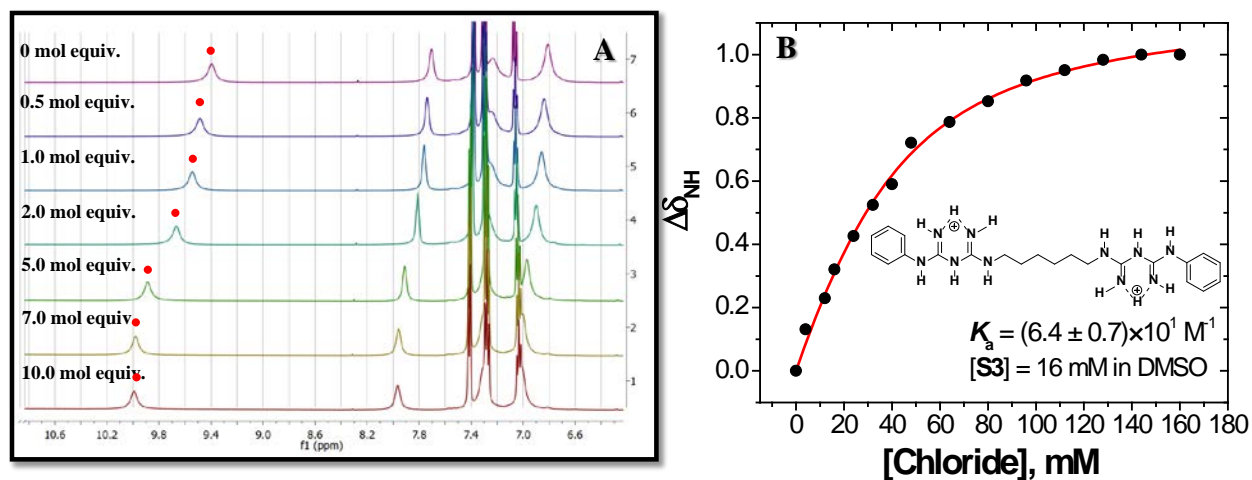 A
0 mol equiv.
0.5 mol equiv.
1.0 mol equiv.
2.0 mol equiv.
5.0 mol equiv.
7.0 mol equiv.
10.0 mol equiv.
7
6
5
4
3
2
1
10.6 10.2 9.8 9.4 9.0 8.6 8.2 7.8 7.4 7.0 6.6
f1 (ppm)
B
1.0
0.8
0.6
0.4
0.2
0.0
ΔδNH
H
H N ⊕ N H
N H N H N H
H N H N H N
H N ⊕ N H
H
Ka = (6.4 ± 0.7)×10¹ M⁻¹
[S3] = 16 mM in DMSO
0 20 40 60 80 100 120 140 160 180
[Chloride], mM